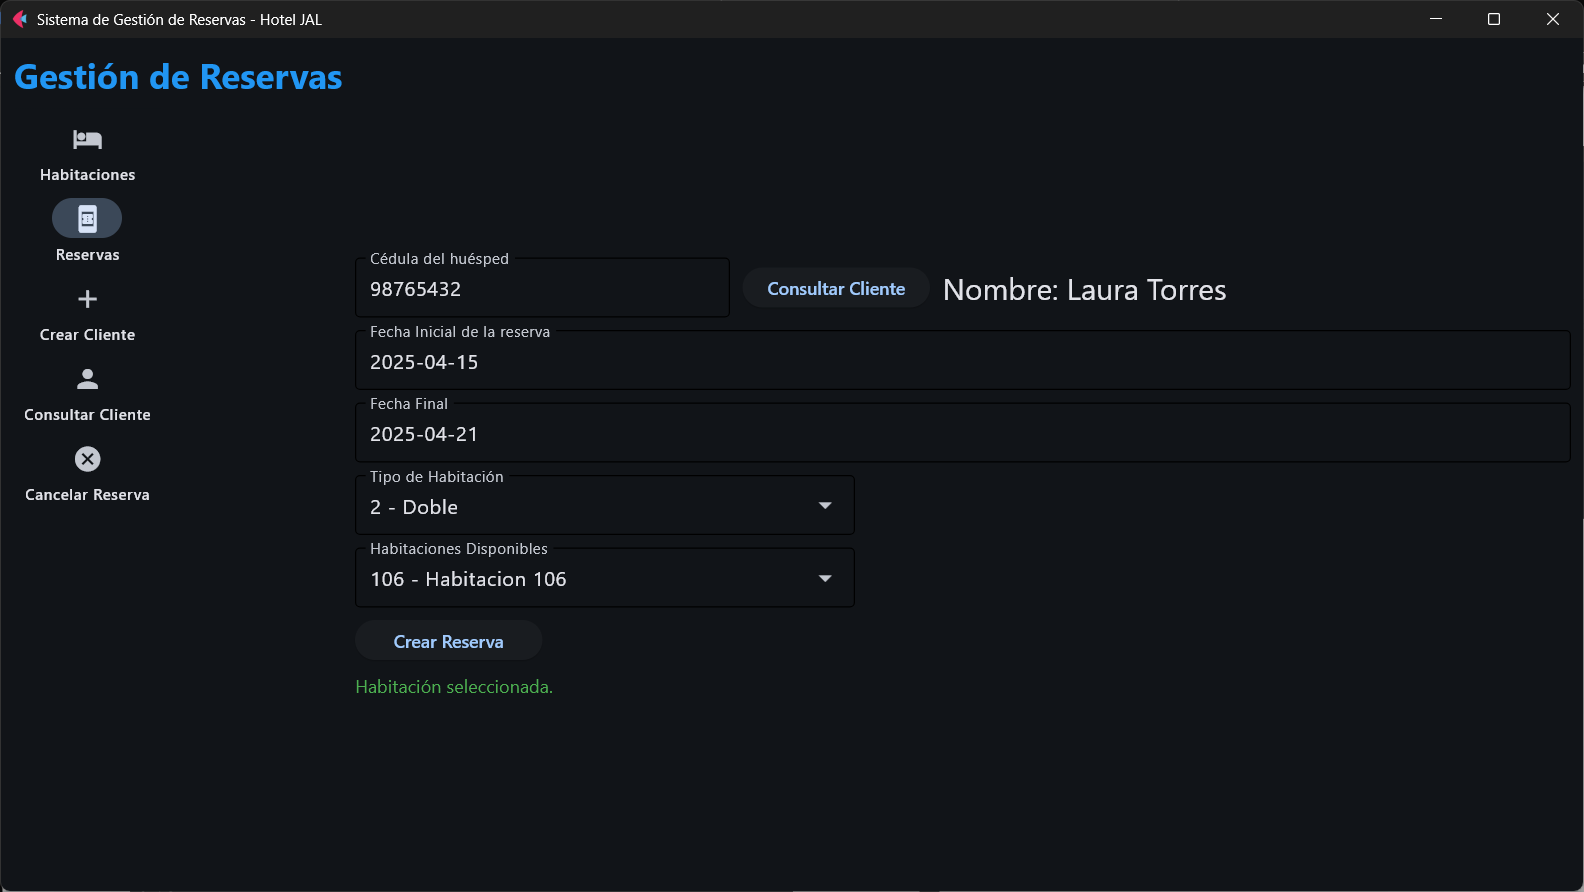 Sistema de Gestión de Reservas - Hotel JAL
Gestión de Reservas
Habitaciones
Reservas
Crear Cliente
Consultar Cliente
Cancelar Reserva
Cédula del huésped
98765432
Consultar Cliente
Nombre: Laura Torres
Fecha Inicial de la reserva
2025-04-15
Fecha Final
2025-04-21
Tipo de Habitación
2 - Doble
Habitaciones Disponibles
106 - Habitacion 106
Crear Reserva
Habitación seleccionada.